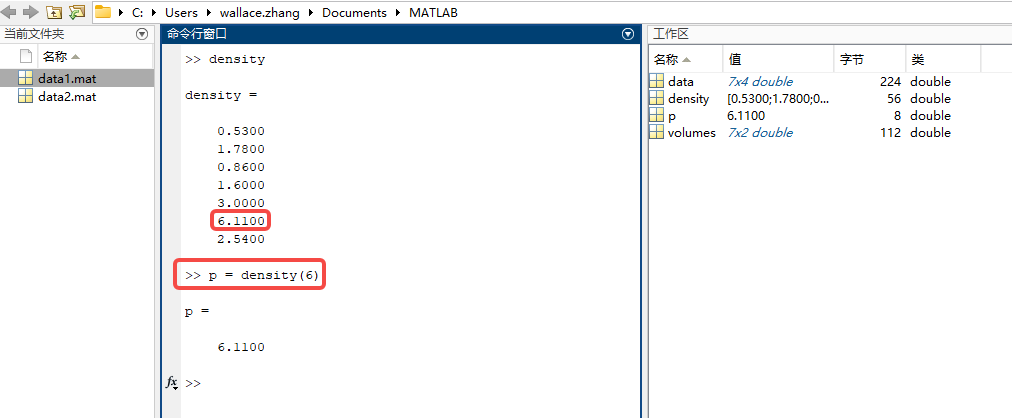 C: Users wallace.zhang Documents MATLAB
当前文件夹
名称
data1.mat
data2.mat
命令行窗口
>> density
density =
0.5300
1.7800
0.8600
1.6000
3.0000
6.1100
2.5400
>> p = density(6)
p =
6.1100
fx >>
工作区
名称 值 字节 类
data 7x4 double 224 double
density [0.5300;1.7800;0... 56 double
p 6.1100 8 double
volumes 7x2 double 112 double